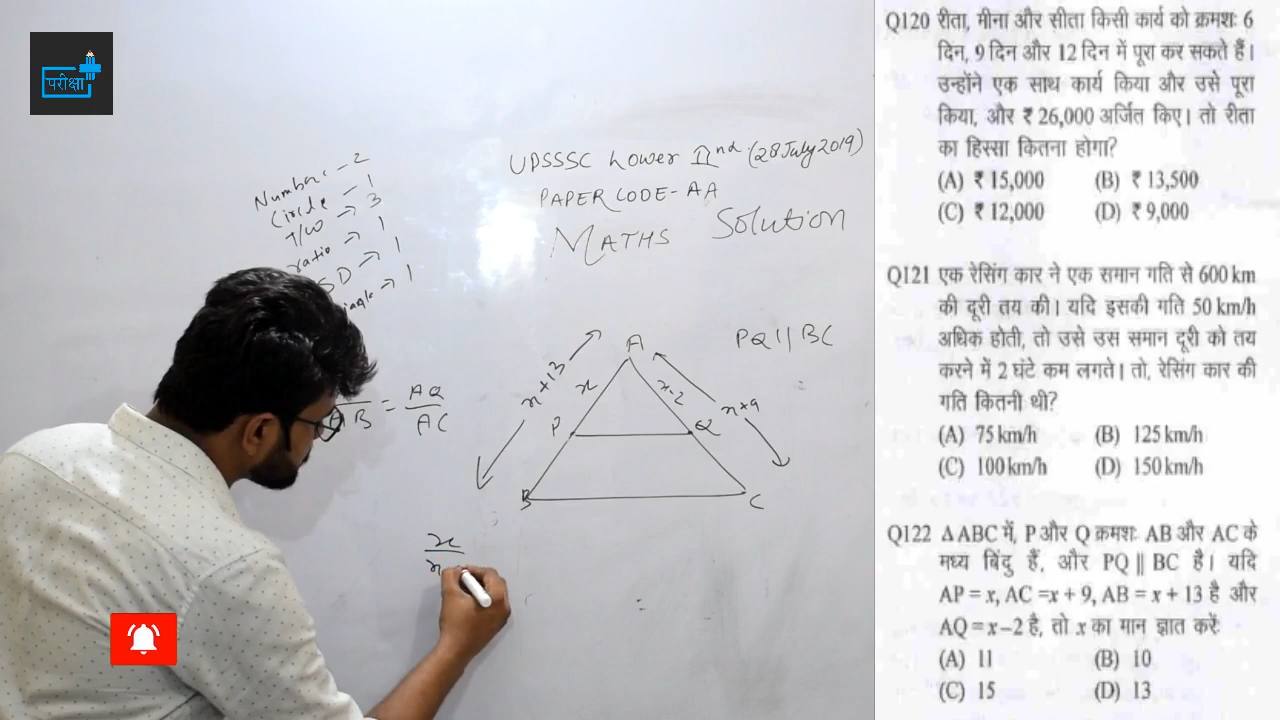 परीक्षा
Number - 2
Circle - 1
T/W → 3
ratio → 1
SD → 1
→ 1
UPSSSC Lower IInd (28 July 2019)
PAPER CODE - AA
MATHS Solution
PQ || BC
A
x+13
x
x-2
x+9
P
Q
B
C
AB = AQ
AC
x
x
Q120 रीता, मीना और सीता किसी कार्य को क्रमशः 6
दिन, 9 दिन और 12 दिन में पूरा कर सकते हैं।
उन्होंने एक साथ कार्य किया और उसे पूरा
किया, और ₹ 26,000 अर्जित किए। तो रीता
का हिस्सा कितना होगा?
(A) ₹ 15,000 (B) ₹ 13,500
(C) ₹ 12,000 (D) ₹ 9,000
Q121 एक रेसिंग कार ने एक समान गति से 600 km
की दूरी तय की। यदि इसकी गति 50 km/h
अधिक होती, तो उसे उस समान दूरी को तय
करने में 2 घंटे कम लगते। तो, रेसिंग कार की
गति कितनी थी?
(A) 75 km/h (B) 125 km/h
(C) 100 km/h (D) 150 km/h
Q122 Δ ABC में, P और Q क्रमशः AB और AC के
मध्य बिंदु हैं, और PQ || BC है। यदि
AP = x, AC =x + 9, AB = x + 13 है और
AQ = x–2 है, तो x का मान ज्ञात करें:
(A) 11 (B) 10
(C) 15 (D) 13